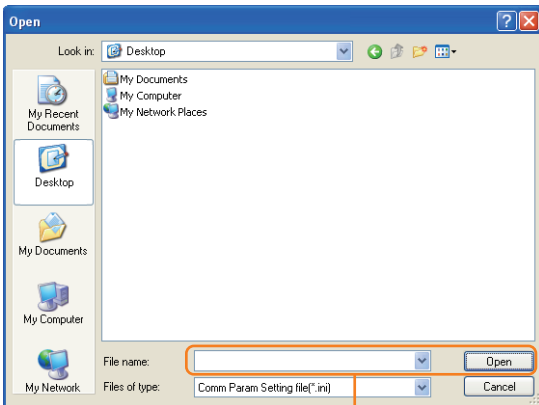 Open
Look in: Desktop
My Recent
Documents
Desktop
My Documents
My Computer
My Network
My Documents
My Computer
My Network Places
File name: Open
Files of type: Comm Param Setting file(*.ini) Cancel